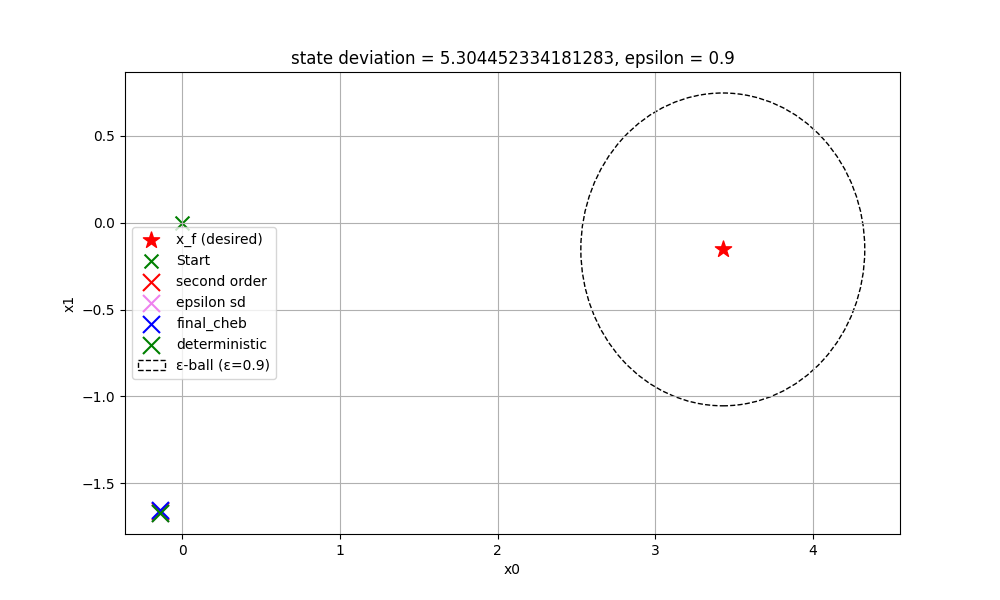 state deviation = 5.304452334181283, epsilon = 0.9
0.5
0.0
−0.5
−1.0
−1.5
x1
x_f (desired)
Start
second order
epsilon sd
final_cheb
deterministic
ε-ball (ε=0.9)
0 1 2 3 4
x0